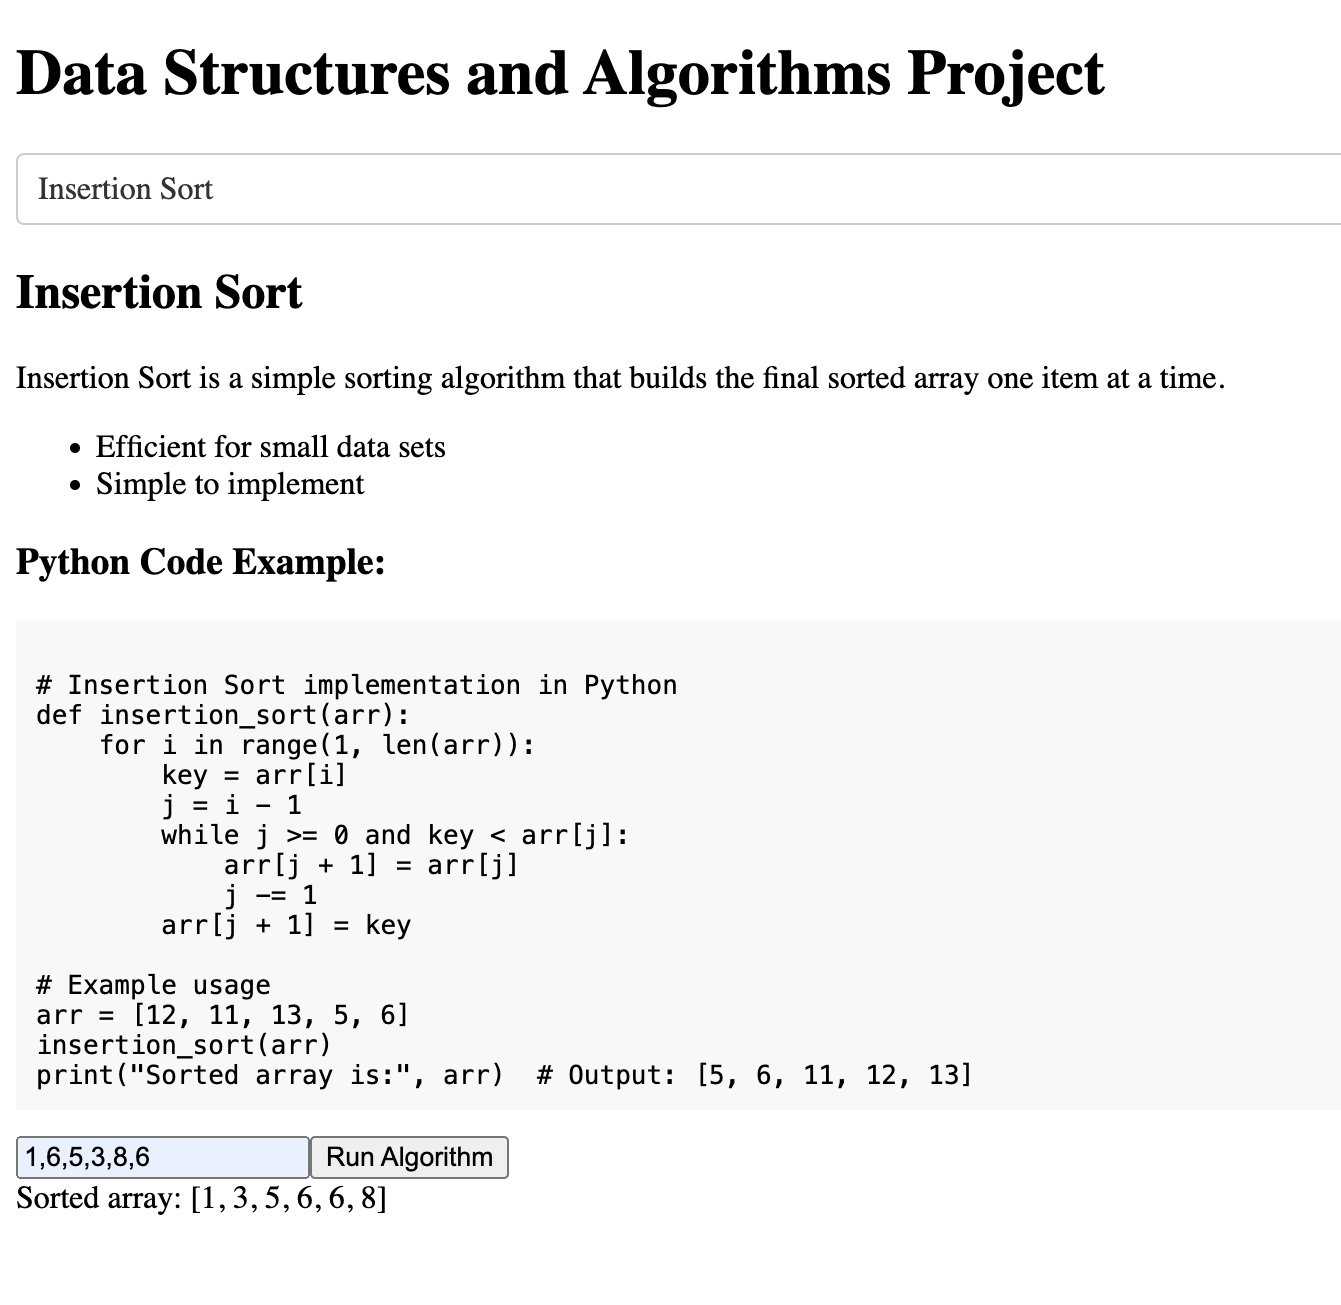 Data Structures and Algorithms Project
Insertion Sort
Insertion Sort
Insertion Sort is a simple sorting algorithm that builds the final sorted array one item at a time.
• Efficient for small data sets
• Simple to implement
Python Code Example:
# Insertion Sort implementation in Python
def insertion_sort(arr):
    for i in range(1, len(arr)):
        key = arr[i]
        j = i - 1
        while j >= 0 and key < arr[j]:
            arr[j + 1] = arr[j]
            j -= 1
        arr[j + 1] = key
# Example usage
arr = [12, 11, 13, 5, 6]
insertion_sort(arr)
print("Sorted array is:", arr)  # Output: [5, 6, 11, 12, 13]
1,6,5,3,8,6 Run Algorithm
Sorted array: [1, 3, 5, 6, 6, 8]